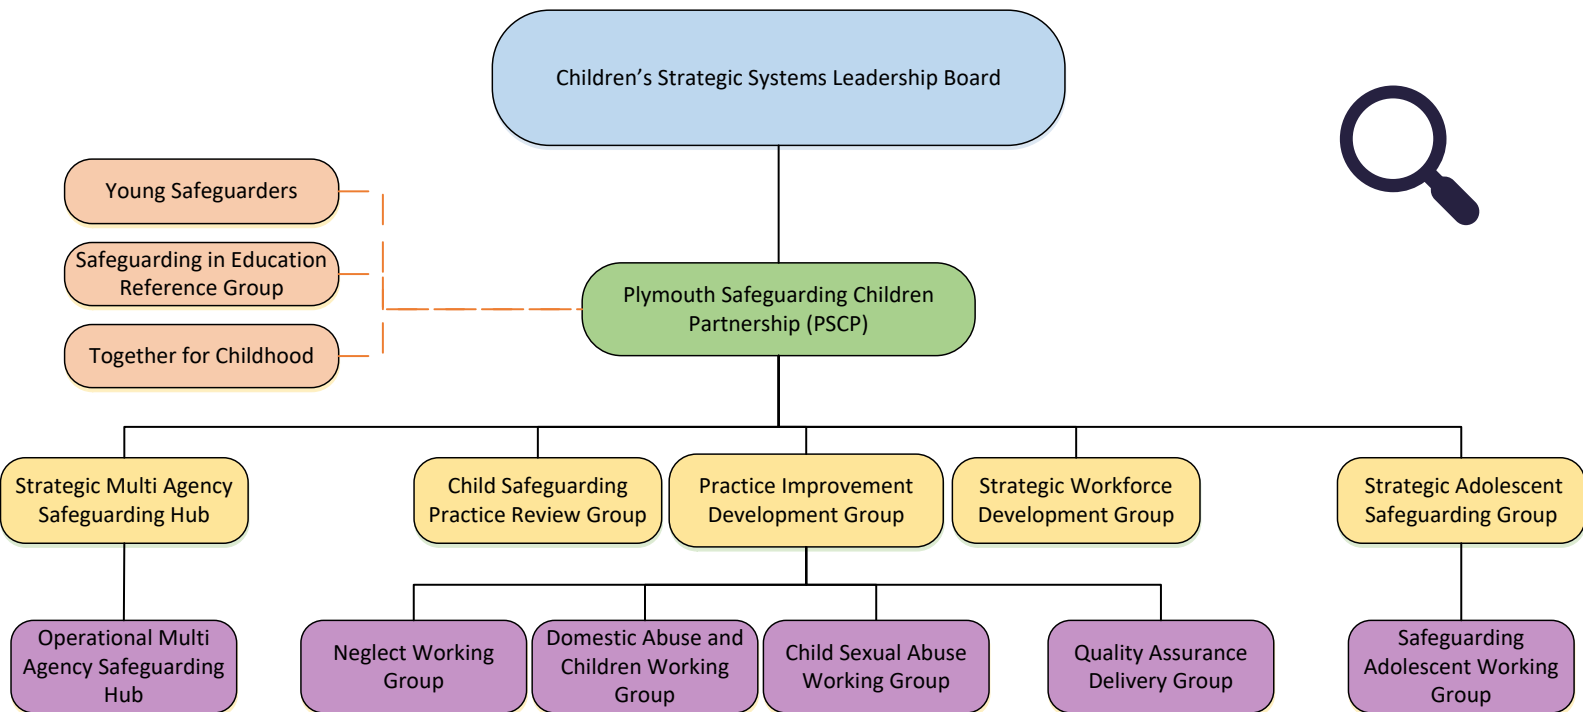 Children’s Strategic Systems Leadership Board
Young Safeguarders
Safeguarding in Education
Reference Group
Together for Childhood
Plymouth Safeguarding Children
Partnership (PSCP)
Strategic Multi Agency
Safeguarding Hub
Child Safeguarding
Practice Review Group
Practice Improvement
Development Group
Strategic Workforce
Development Group
Strategic Adolescent
Safeguarding Group
Operational Multi
Agency Safeguarding
Hub
Neglect Working
Group
Domestic Abuse and
Children Working
Group
Child Sexual Abuse
Working Group
Quality Assurance
Delivery Group
Safeguarding
Adolescent Working
Group